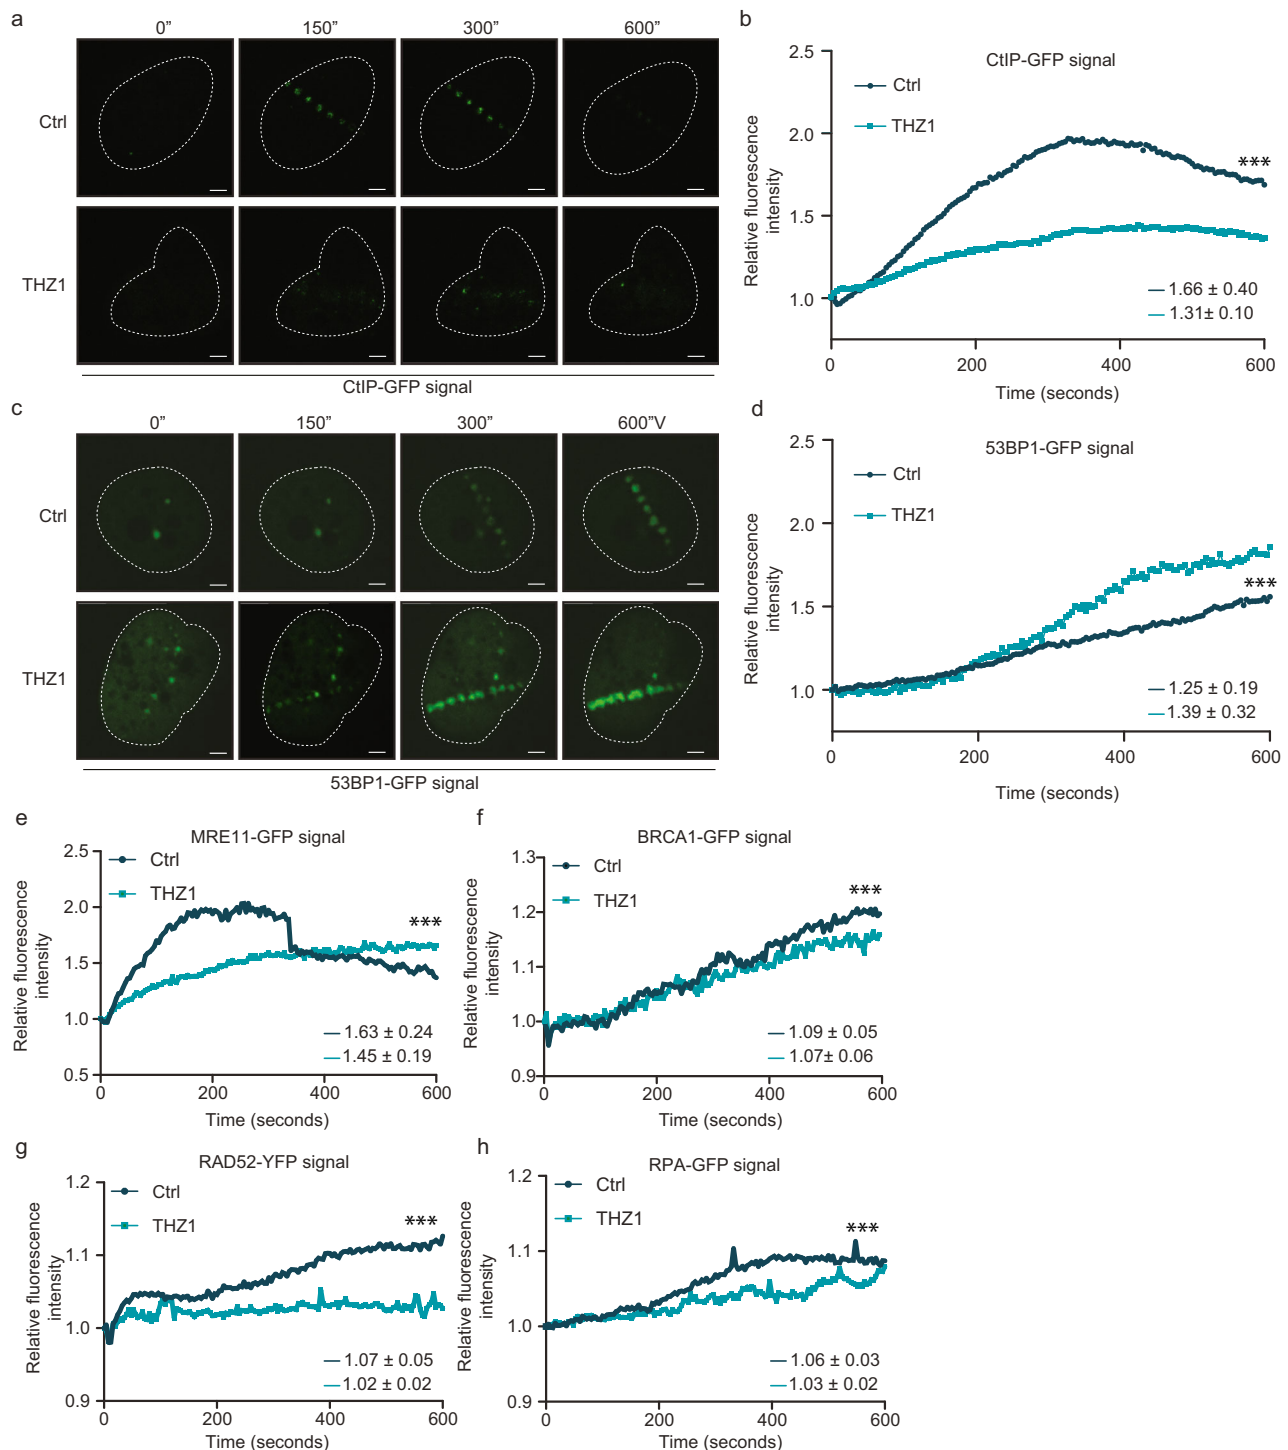 a
0” 150” 300” 600”
Ctrl
THZ1
CtIP-GFP signal
b
CtIP-GFP signal
Ctrl
THZ1
2.5
2.0
1.5
1.0
Relative fluorescence
intensity
***
1.66 ± 0.40
1.31± 0.10
0 200 400 600
Time (seconds)
c
0” 150” 300” 600”V
Ctrl
THZ1
53BP1-GFP signal
d
53BP1-GFP signal
Ctrl
THZ1
2.5
2.0
1.5
1.0
Relative fluorescence
intensity
***
1.25 ± 0.19
1.39 ± 0.32
0 200 400 600
Time (seconds)
e
MRE11-GFP signal
Ctrl
THZ1
2.5
2.0
1.5
1.0
0.5
Relative fluorescence
intensity
***
1.63 ± 0.24
1.45 ± 0.19
0 200 400 600
Time (seconds)
f
BRCA1-GFP signal
Ctrl
THZ1
1.3
1.2
1.1
1.0
0.9
Relative fluorescence
intensity
***
1.09 ± 0.05
1.07± 0.06
0 200 400 600
Time (seconds)
g
RAD52-YFP signal
Ctrl
THZ1
1.2
1.1
1.0
0.9
Relative fluorescence
intensity
***
1.07 ± 0.05
1.02 ± 0.02
0 200 400 600
Time (seconds)
h
RPA-GFP signal
Ctrl
THZ1
1.2
1.1
1.0
0.9
Relative fluorescence
intensity
***
1.06 ± 0.03
1.03 ± 0.02
0 200 400 600
Time (seconds)